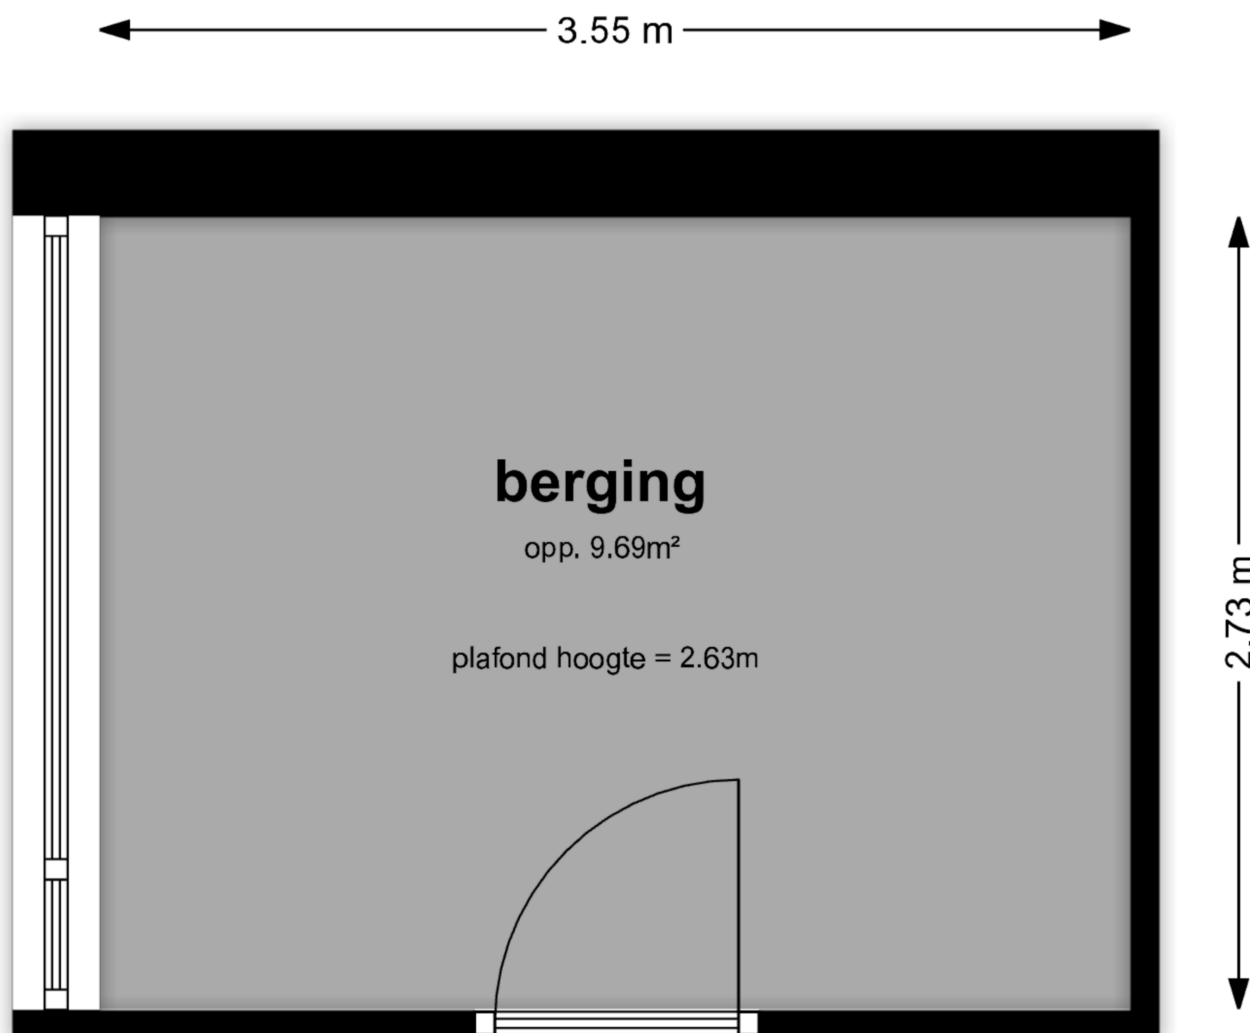 3.55 m
berging
opp. 9.69m²
plafond hoogte = 2.63m
2.73 m